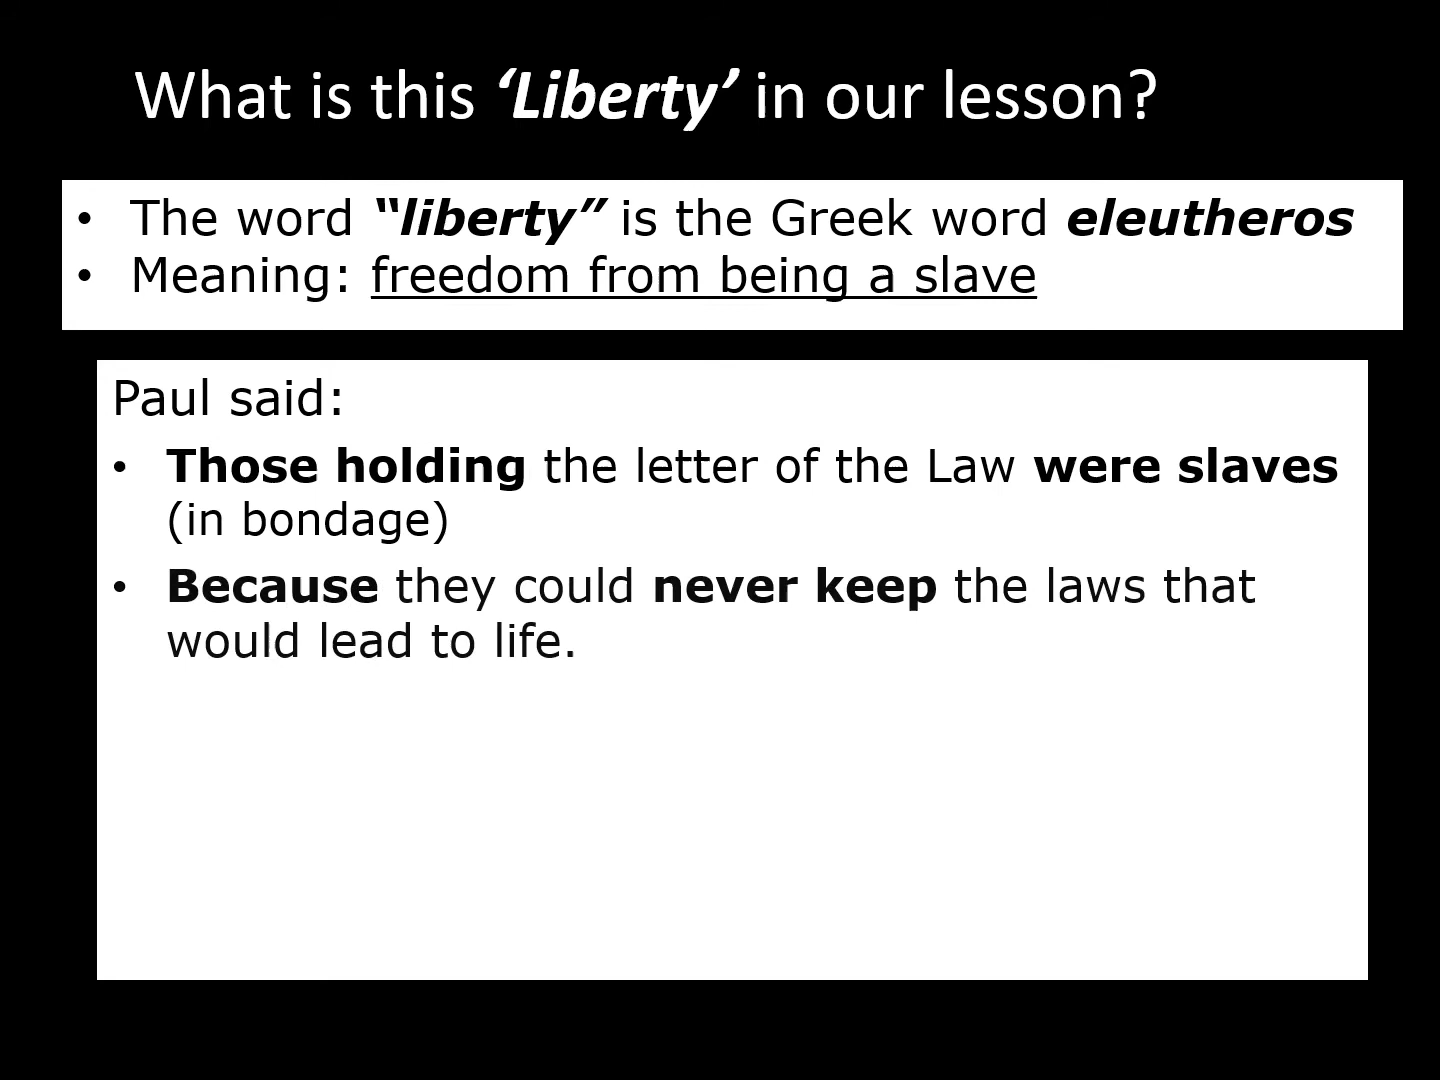 What is this ‘Liberty’ in our lesson?
• The word “liberty” is the Greek word eleutheros
• Meaning: freedom from being a slave
Paul said:
• Those holding the letter of the Law were slaves
(in bondage)
• Because they could never keep the laws that
would lead to life.